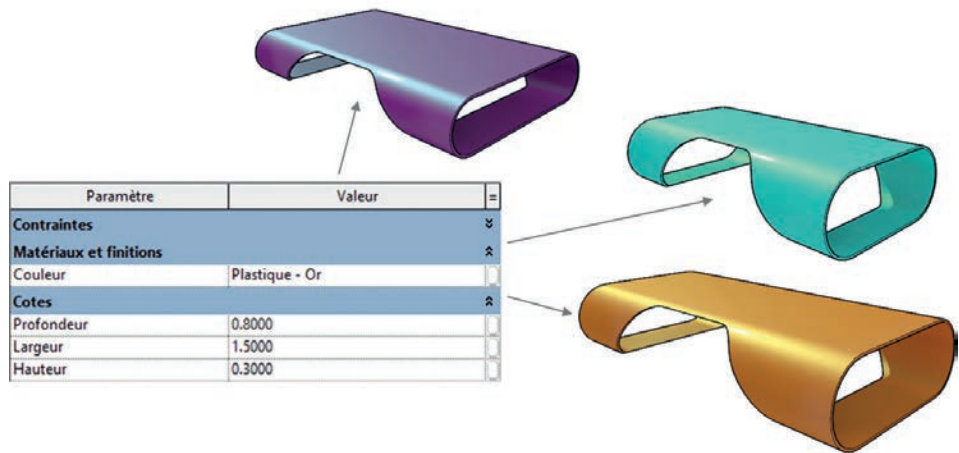 Paramètre Valeur =
Contraintes
Matériaux et finitions
Couleur Plastique - Or
Cotes
Profondeur 0.8000
Largeur 1.5000
Hauteur 0.3000